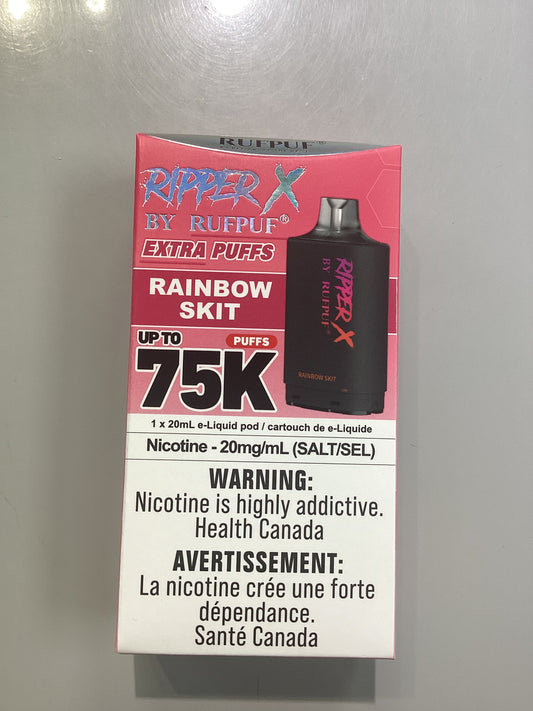 RUFPUF®
RIPPER X
BY RUFPUF®
EXTRA PUFFS
RAINBOW
SKIT
UP TO
75K
PUFFS
RIPPER X
BY RUFPUF®
RAINBOW SKIT
1 x 20mL e-Liquid pod / cartouche de e-Liquide
Nicotine - 20mg/mL (SALT/SEL)
WARNING:
Nicotine is highly addictive.
Health Canada
AVERTISSEMENT:
La nicotine crée une forte
dépendance.
Santé Canada